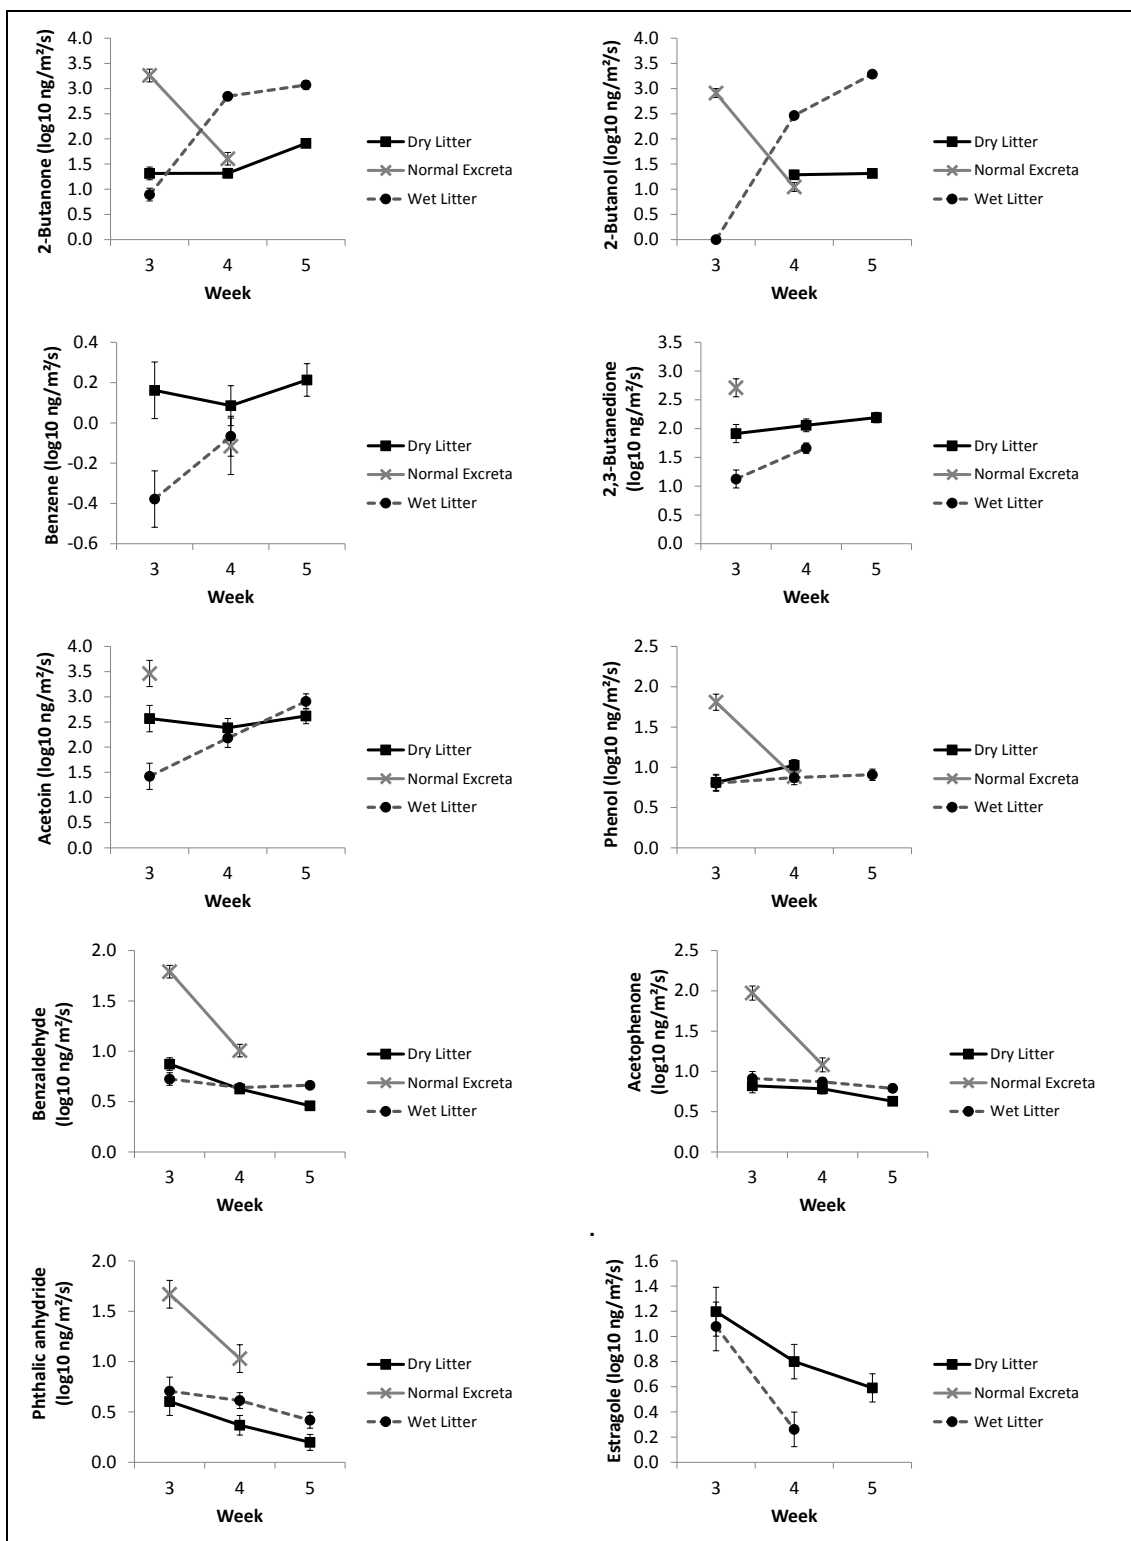 2-Butanone (log10 ng/m²/s)
4.0
3.5
3.0
2.5
2.0
1.5
1.0
0.5
0.0
3 4 5
Week
Dry Litter
Normal Excreta
Wet Litter
2-Butanol (log10 ng/m²/s)
4.0
3.5
3.0
2.5
2.0
1.5
1.0
0.5
0.0
3 4 5
Week
Dry Litter
Normal Excreta
Wet Litter
Benzene (log10 ng/m²/s)
0.4
0.2
0.0
-0.2
-0.4
-0.6
3 4 5
Week
Dry Litter
Normal Excreta
Wet Litter
2,3-Butanedione
(log10 ng/m²/s)
3.5
3.0
2.5
2.0
1.5
1.0
0.5
0.0
3 4 5
Week
Dry Litter
Normal Excreta
Wet Litter
Acetoin (log10 ng/m²/s)
4.0
3.5
3.0
2.5
2.0
1.5
1.0
0.5
0.0
3 4 5
Week
Dry Litter
Normal Excreta
Wet Litter
Phenol (log10 ng/m²/s)
2.5
2.0
1.5
1.0
0.5
0.0
3 4 5
Week
Dry Litter
Normal Excreta
Wet Litter
Benzaldehyde
(log10 ng/m²/s)
2.0
1.5
1.0
0.5
0.0
3 4 5
Week
Dry Litter
Normal Excreta
Wet Litter
Acetophenone
(log10 ng/m²/s)
2.5
2.0
1.5
1.0
0.5
0.0
3 4 5
Week
Dry Litter
Normal Excreta
Wet Litter
.
Phthalic anhydride
(log10 ng/m²/s)
2.0
1.5
1.0
0.5
0.0
3 4 5
Week
Dry Litter
Normal Excreta
Wet Litter
Estragole (log10 ng/m²/s)
1.6
1.4
1.2
1.0
0.8
0.6
0.4
0.2
0.0
3 4 5
Week
Dry Litter
Normal Excreta
Wet Litter